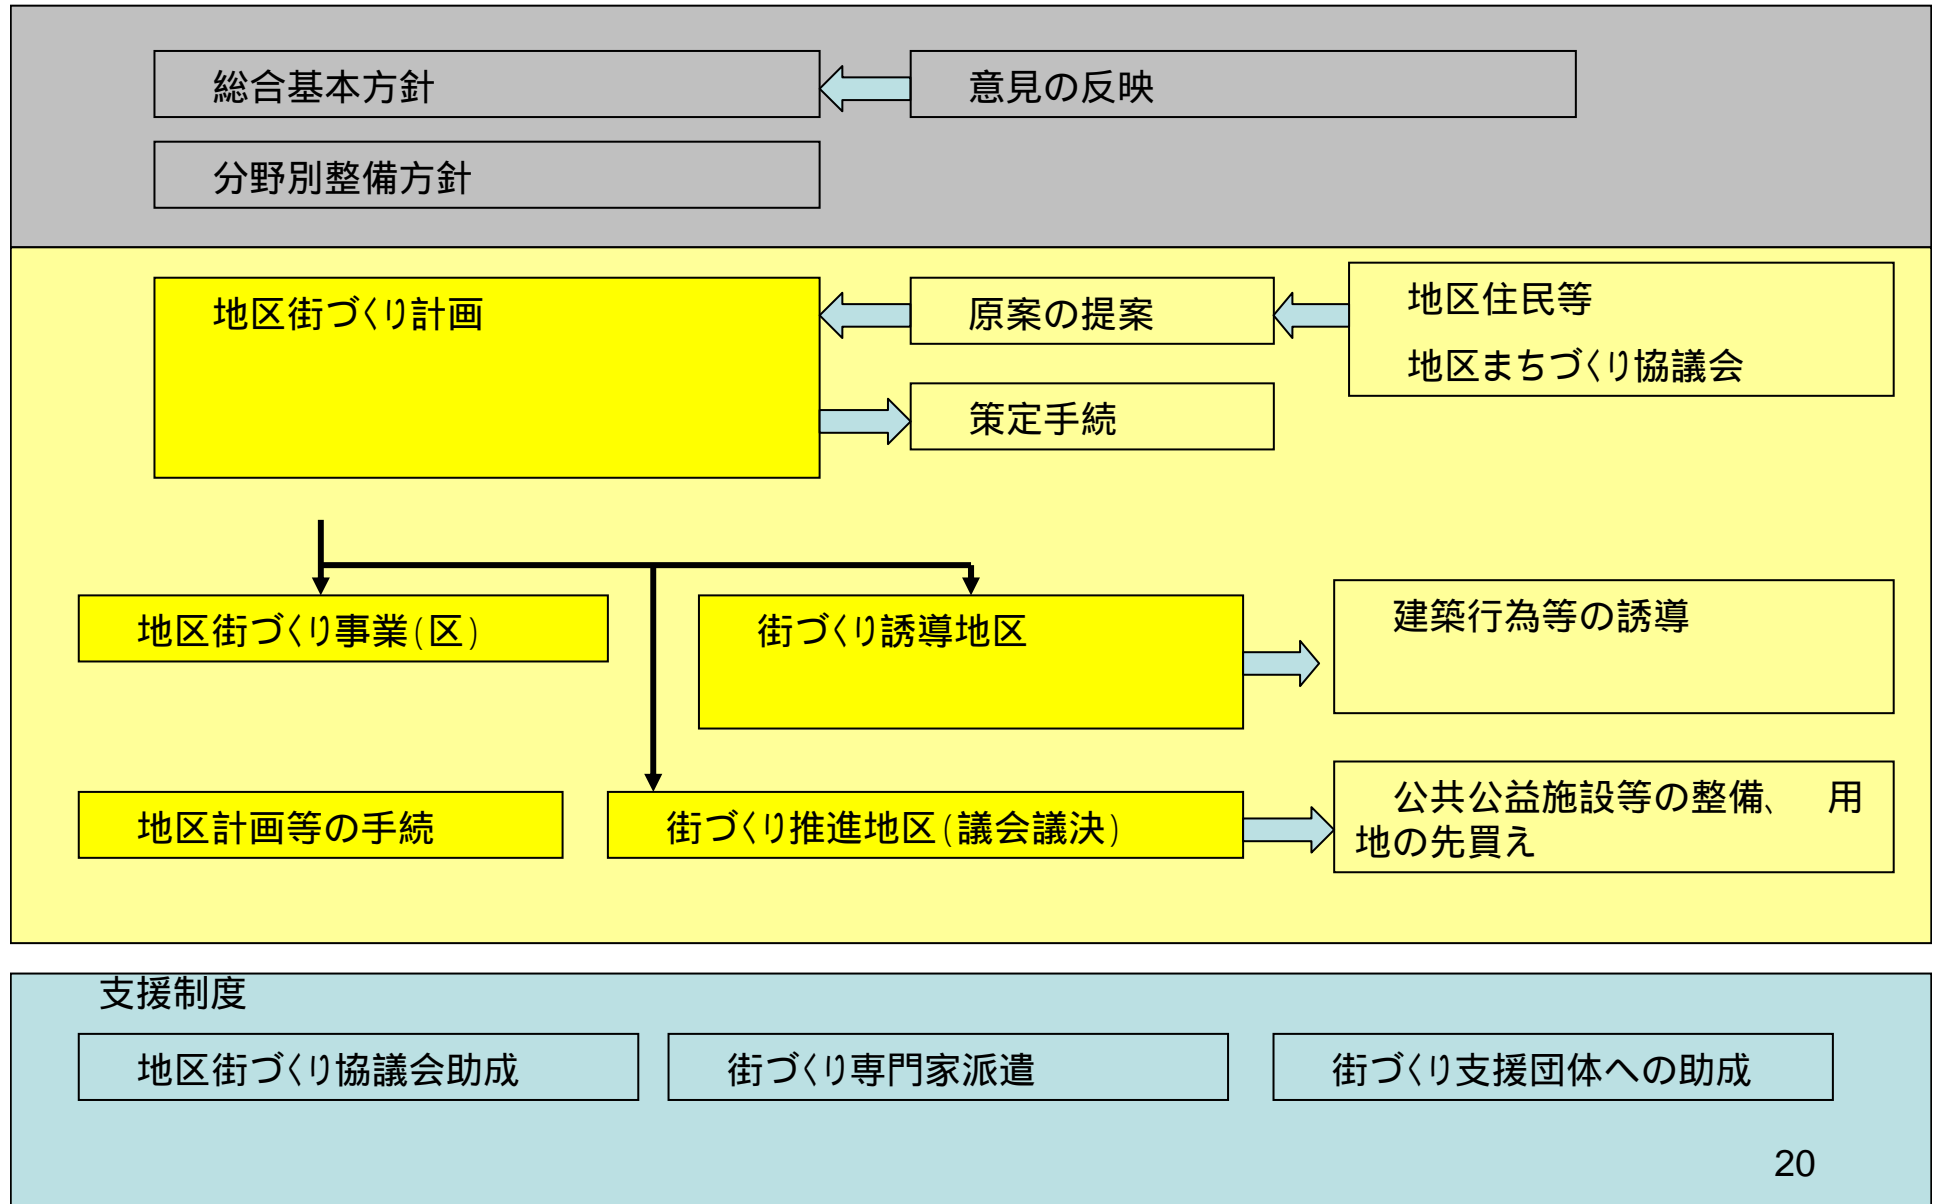 総合基本方針
意見の反映
分野別整備方針
地区街づくり計画
原案の提案
地区住民等
地区まちづくり協議会
策定手続
地区街づくり事業(区)
街づくり誘導地区
建築行為等の誘導
地区計画等の手続
街づくり推進地区(議会議決)
公共公益施設等の整備、 用
地の先買え
支援制度
地区街づくり協議会助成
街づくり専門家派遣
街づくり支援団体への助成
20